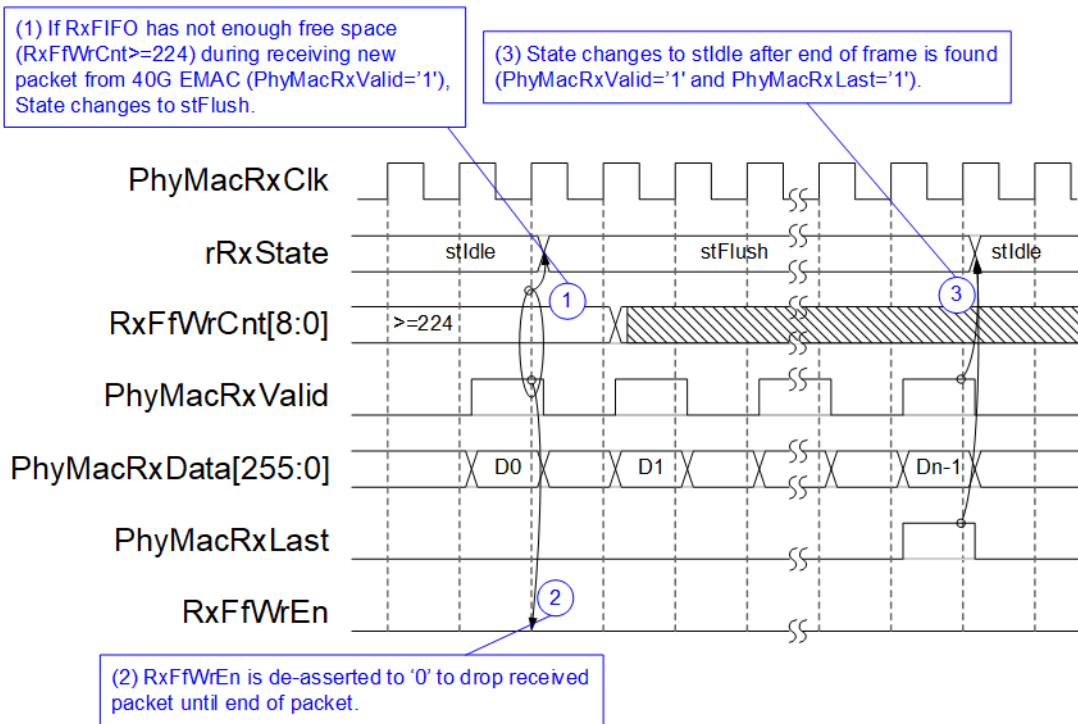 (1) If RxFIFO has not enough free space
(RxFfWrCnt>=224) during receiving new
packet from 40G EMAC (PhyMacRxValid='1'),
State changes to stFlush.
(3) State changes to stIdle after end of frame is found
(PhyMacRxValid='1' and PhyMacRxLast='1').
PhyMacRxClk
rRxState
stIdle
stFlush
stIdle
1
3
RxFfWrCnt[8:0]
>=224
PhyMacRxValid
PhyMacRxData[255:0]
D0
D1
Dn-1
PhyMacRxLast
RxFfWrEn
2
(2) RxFfWrEn is de-asserted to ‘0’ to drop received
packet until end of packet.